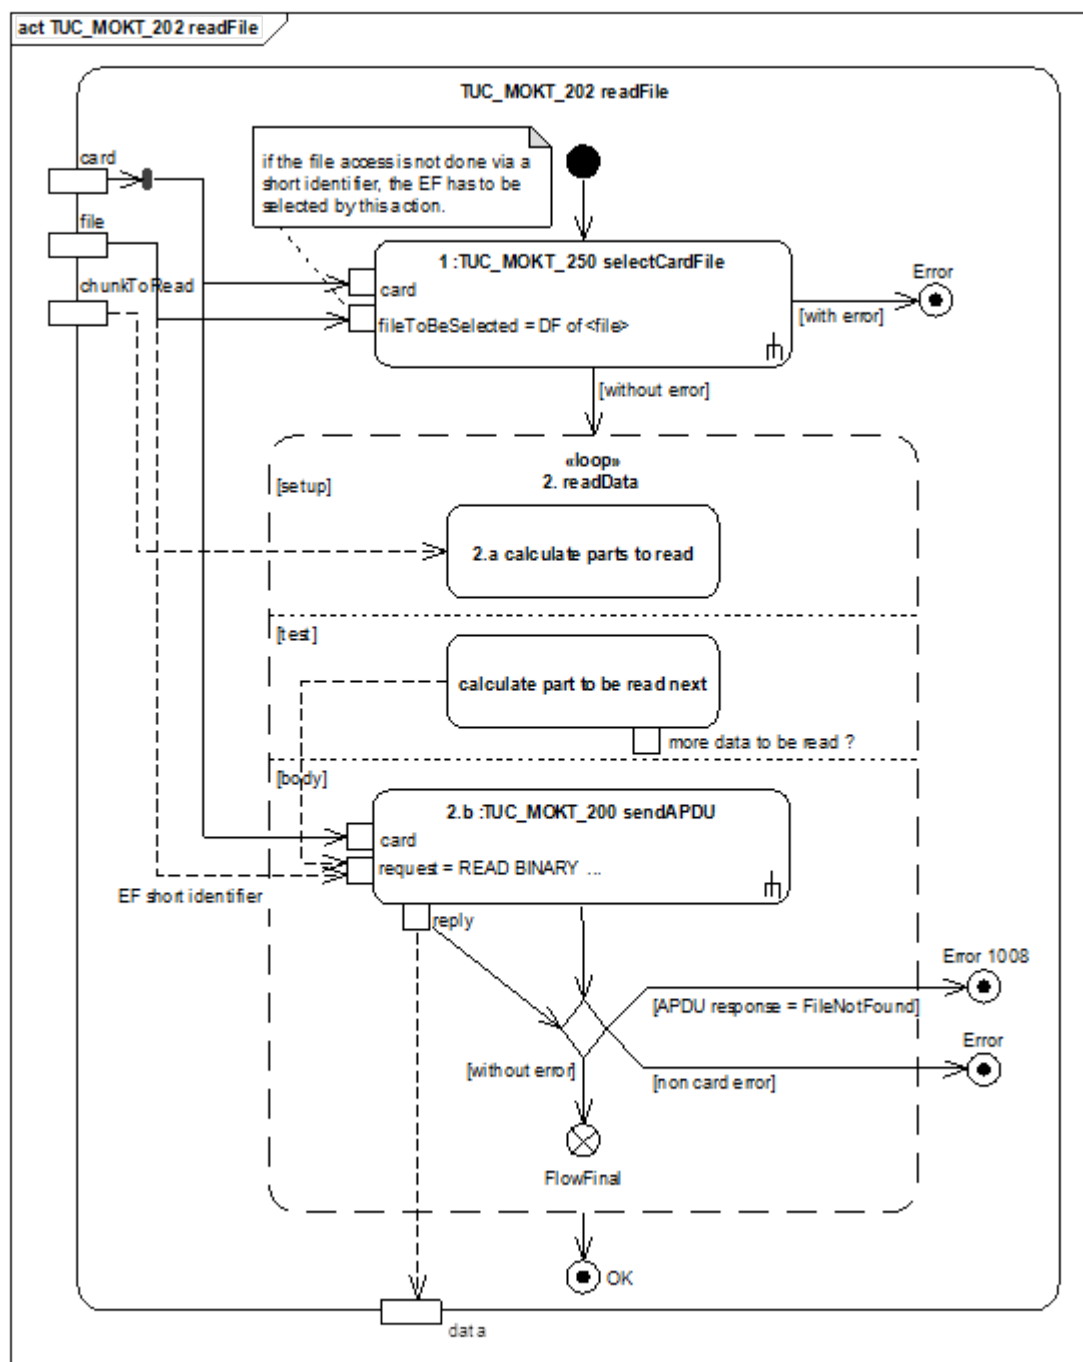 act TUC_MOKT_202 readFile
TUC_MOKT_202 readFile
card
if the file access is not done via a
short identifier, the EF has to be
selected by this action.
file
1 :TUC_MOKT_250 selectCardFile
Error
chunkToRead
card
[with error]
fileToBeSelected = DF of <file>
[without error]
«loop»
2. readData
[setup]
2.a calculate parts to read
[test]
calculate part to be read next
more data to be read ?
[body]
2.b :TUC_MOKT_200 sendAPDU
card
request = READ BINARY ...
EF short identifier
reply
Error 1008
[APDU response = FileNotFound]
Error
[without error]
[non card error]
FlowFinal
OK
data